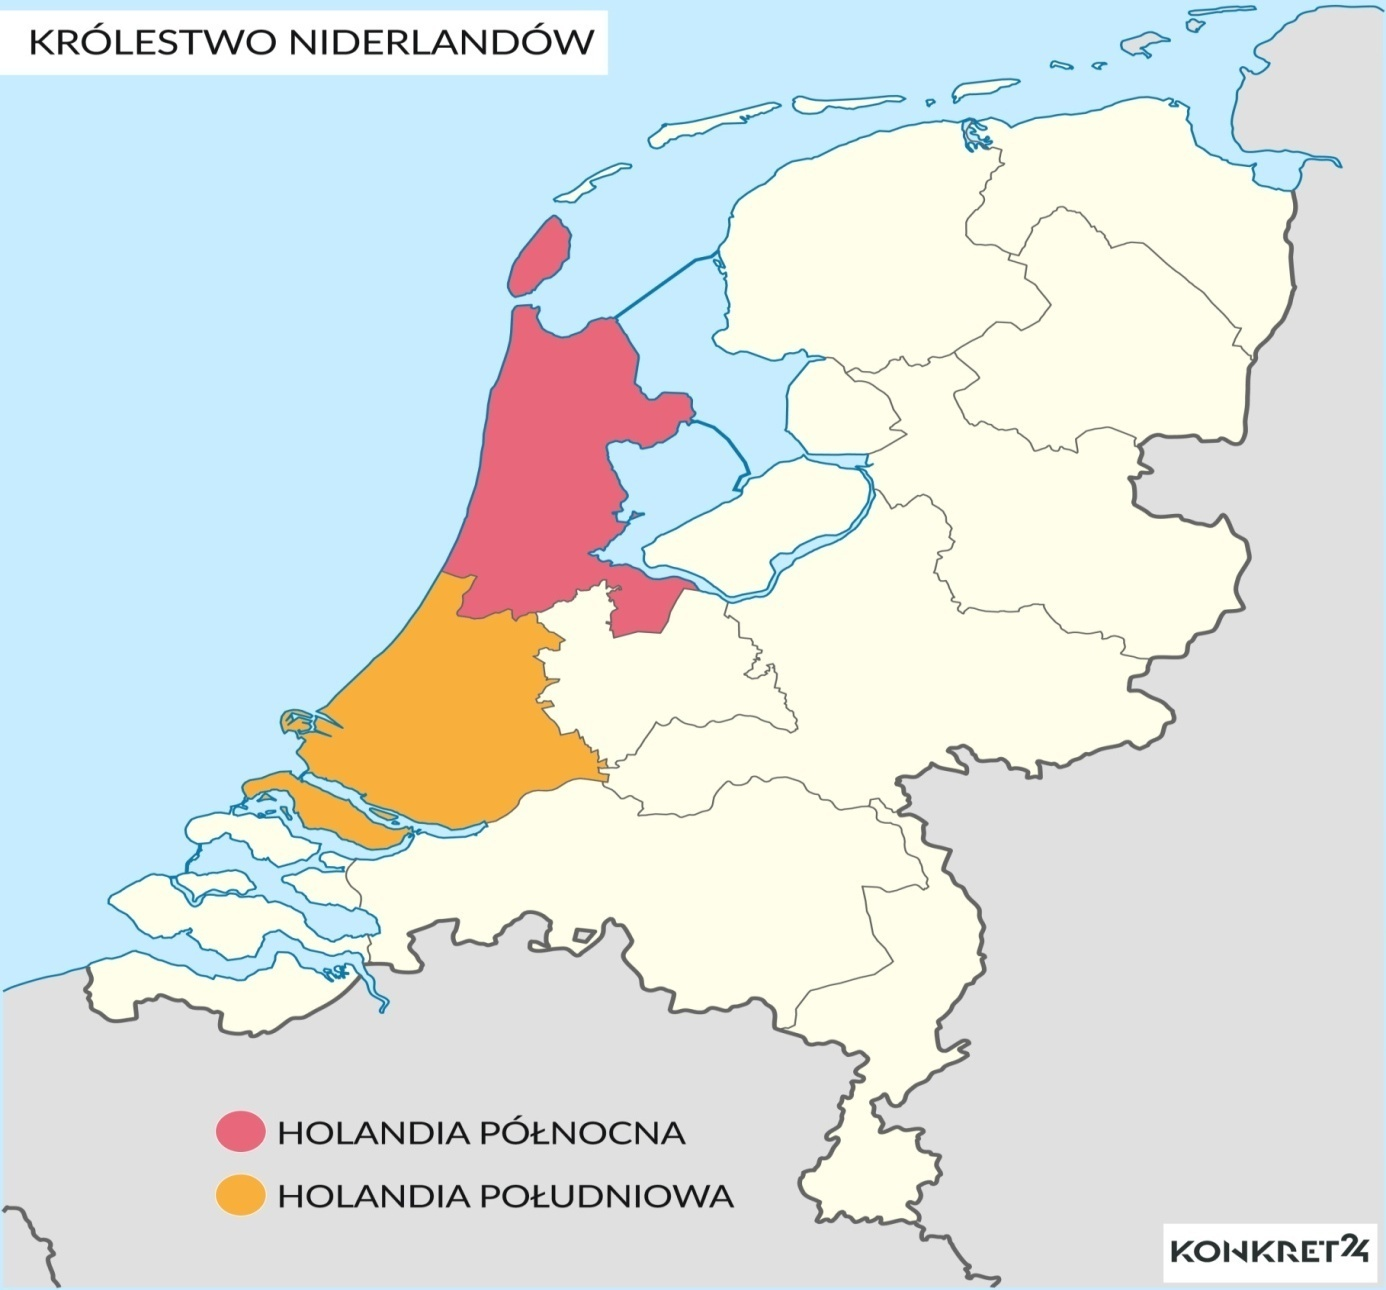 KRÓLESTWO NIDERLANDÓW
HOLANDIA PÓŁNOCNA
HOLANDIA POŁUDNIOWA
KONKRET24